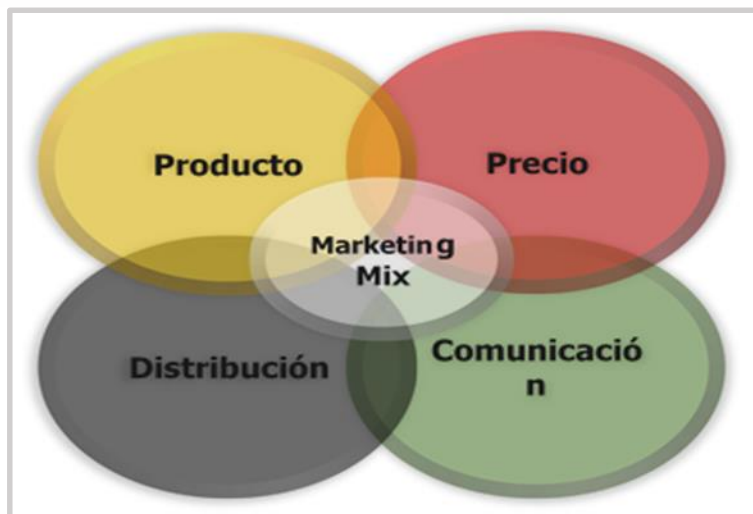 Producto
Precio
Marketing
Mix
Distribución
Comunicació
n